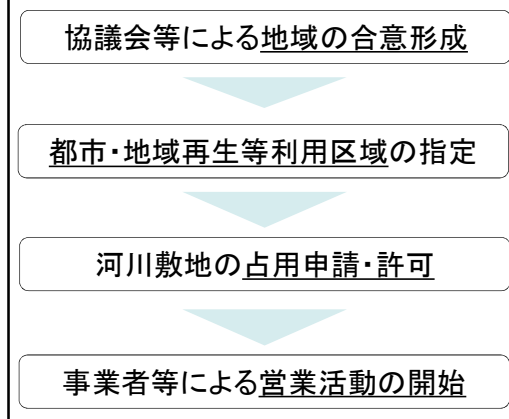 協議会等による地域の合意形成
都市・地域再生等利用区域の指定
河川敷地の占用申請・許可
事業者等による営業活動の開始